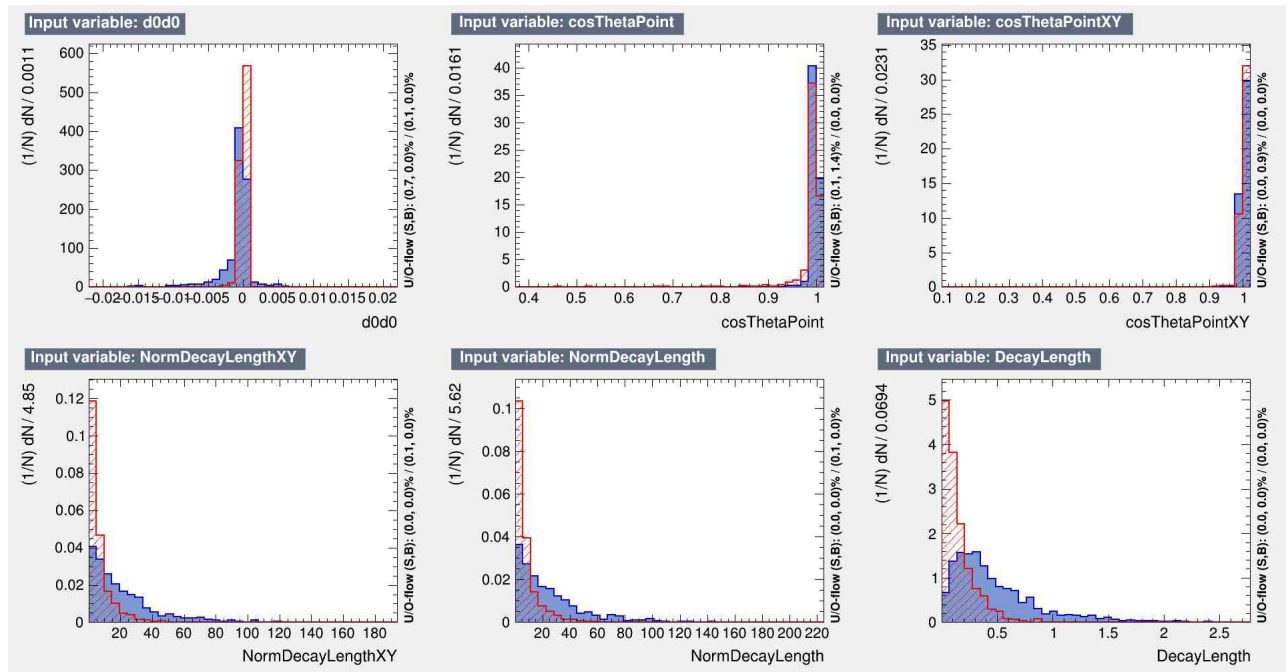 Input variable: d0d0
(1/N) dN / 0.0011
600
500
400
300
200
100
0
−0.02−0.015−0.01−0.005 0 0.005 0.01 0.015 0.02
d0d0
U/O-flow (S,B): (0.7, 0.0)% / (0.1, 0.0)%
Input variable: cosThetaPoint
(1/N) dN / 0.0161
40
35
30
25
20
15
10
5
0
0.4 0.5 0.6 0.7 0.8 0.9 1
cosThetaPoint
U/O-flow (S,B): (0.1, 1.4)% / (0.0, 0.0)%
Input variable: cosThetaPointXY
(1/N) dN / 0.0231
35
30
25
20
15
10
5
0
0.1 0.2 0.3 0.4 0.5 0.6 0.7 0.8 0.9 1
cosThetaPointXY
U/O-flow (S,B): (0.0, 0.9)% / (0.0, 0.0)%
Input variable: NormDecayLengthXY
(1/N) dN / 4.85
0.12
0.1
0.08
0.06
0.04
0.02
0
20 40 60 80 100 120 140 160 180
NormDecayLengthXY
U/O-flow (S,B): (0.0, 0.0)% / (0.1, 0.0)%
Input variable: NormDecayLength
(1/N) dN / 5.62
0.1
0.08
0.06
0.04
0.02
0
20 40 60 80 100 120 140 160 180 200 220
NormDecayLength
U/O-flow (S,B): (0.0, 0.0)% / (0.1, 0.0)%
Input variable: DecayLength
(1/N) dN / 0.0694
5
4
3
2
1
0
0.5 1 1.5 2 2.5
DecayLength
U/O-flow (S,B): (0.0, 0.0)% / (0.0, 0.0)%